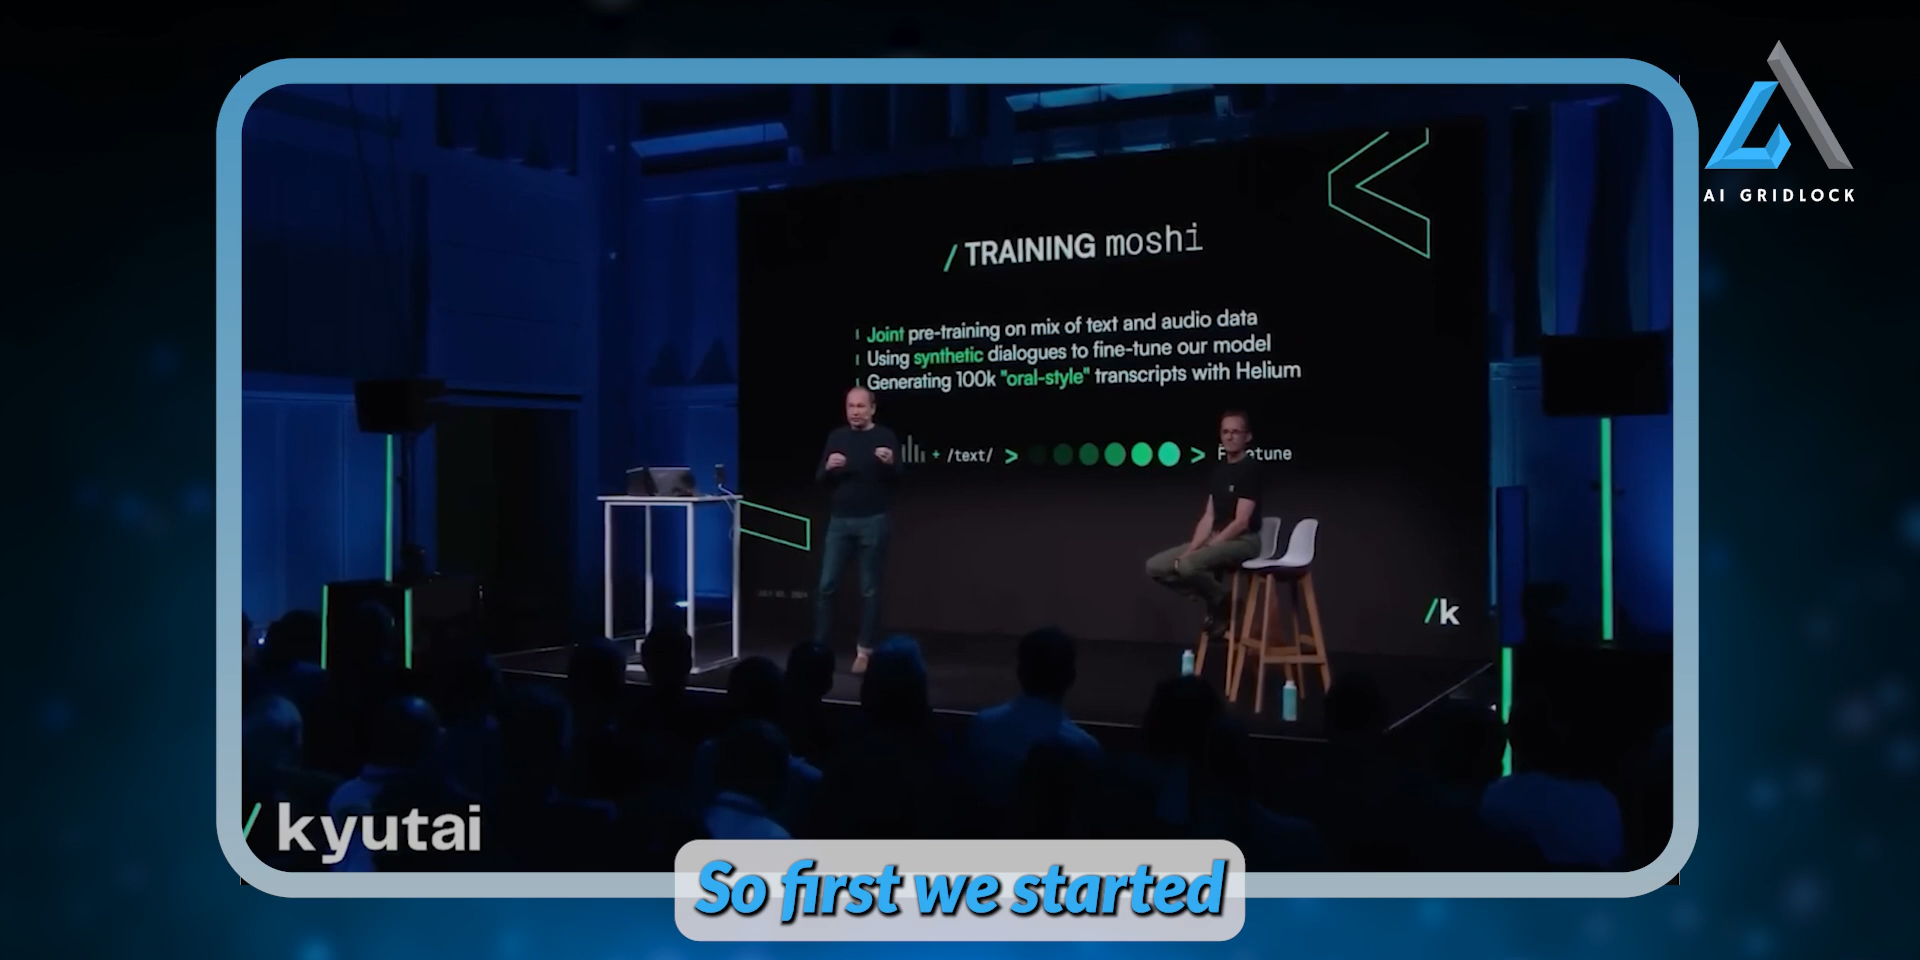 AI GRIDLOCK
/ TRAINING moshi
Joint pre-training on mix of text and audio data
Using synthetic dialogues to fine-tune our model
Generating 100k "oral-style" transcripts with Helium
+ /text/ > >
/k
/ kyutai
So first we started